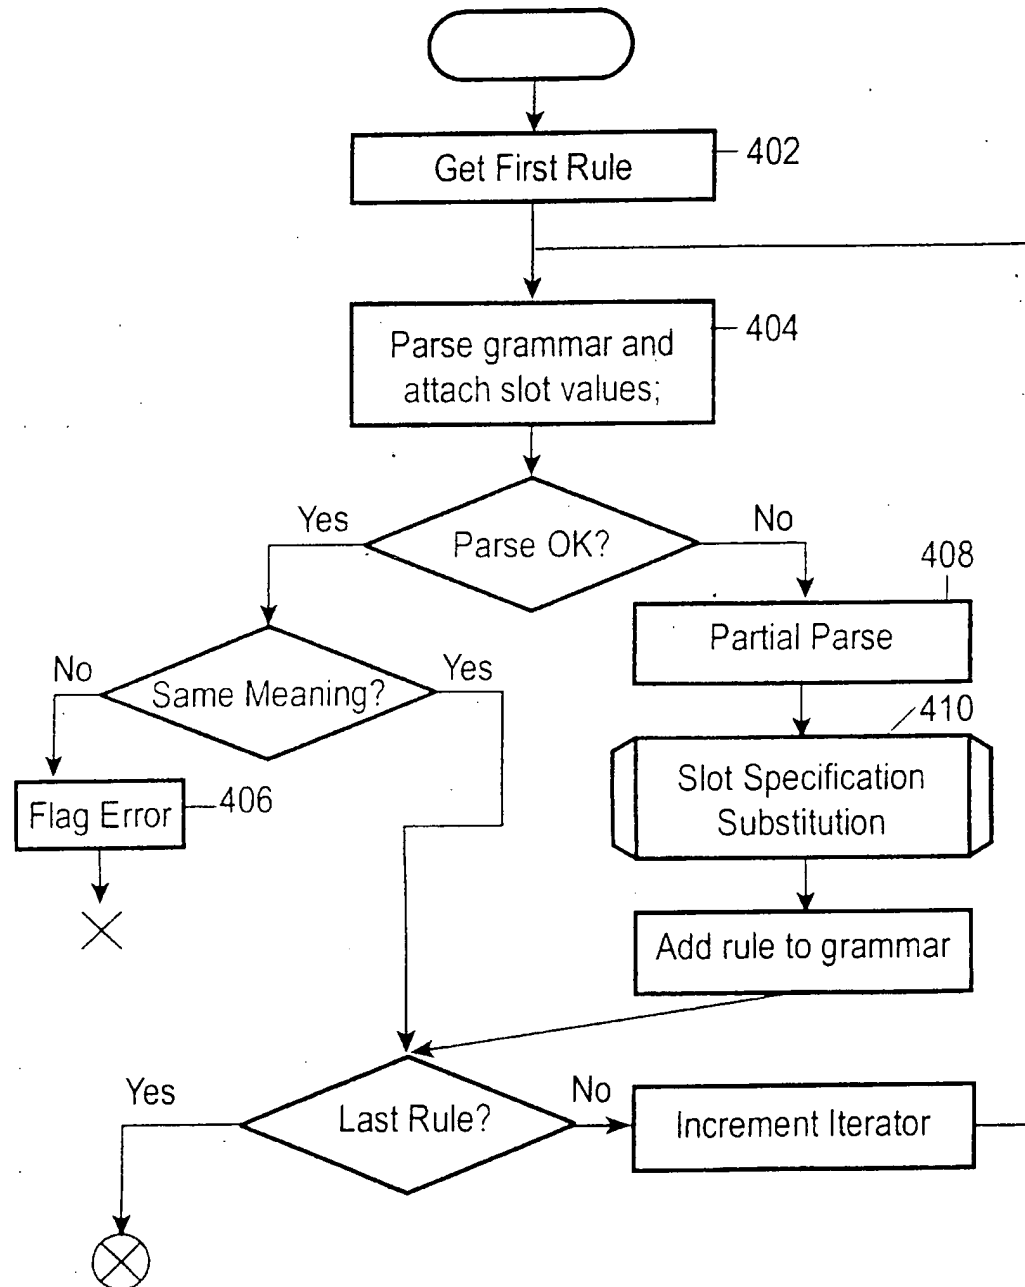 Get First Rule
402
Parse grammar and
attach slot values;
404
Yes
Parse OK?
No
408
Partial Parse
No
Same Meaning?
Yes
410
Slot Specification
Substitution
Flag Error
406
Add rule to grammar
Yes
Last Rule?
No
Increment Iterator